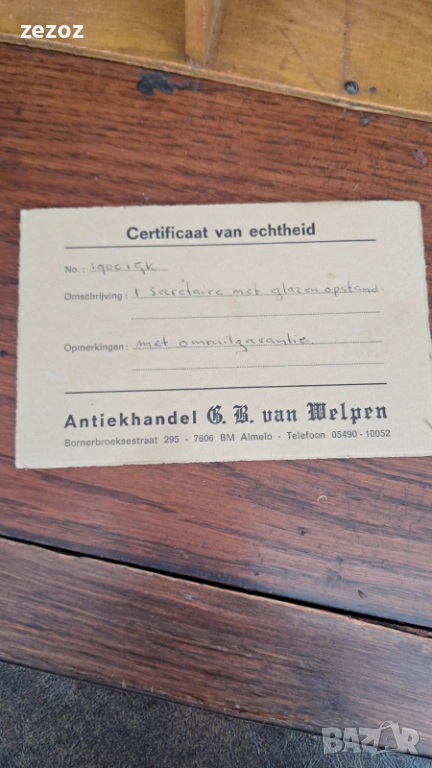 zezoz
Certificaat van echtheid
No.:
Omschrijving: 1 secretaire met glazen opstand.
Opmerkingen: met omruilgarantie.
Antiekhandel G. B. van Welpen
Bornerbroeksestraat 295 - 7606 BM Almelo - Telefoon 05490-10052
BAZAR